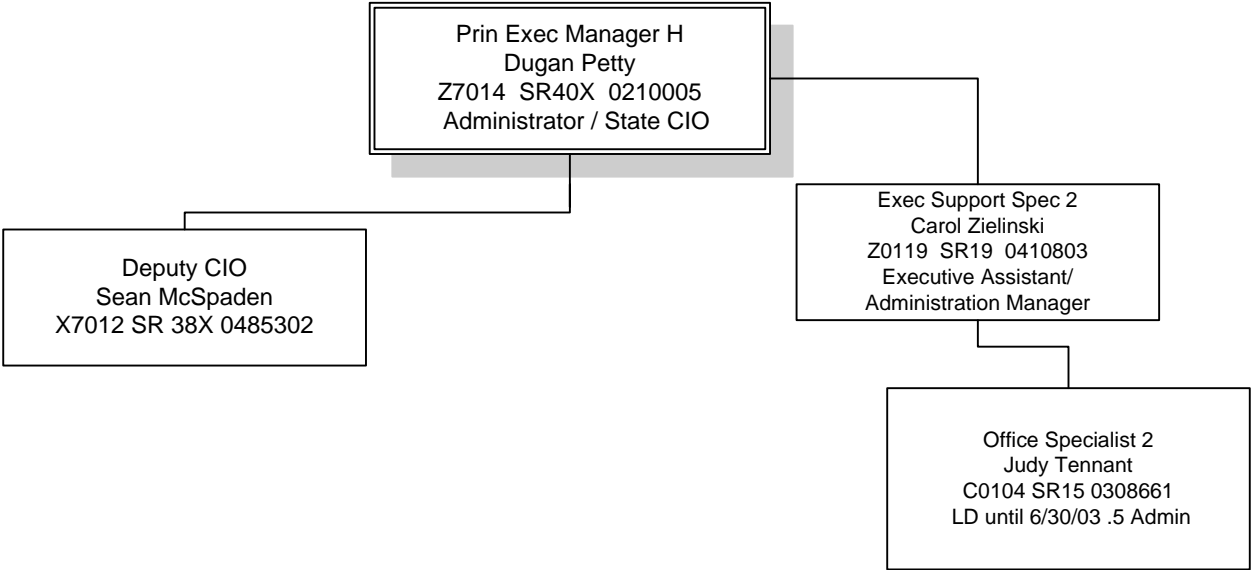 Prin Exec Manager H
Dugan Petty
Z7014 SR40X 0210005
Administrator / State CIO
Deputy CIO
Sean McSpaden
X7012 SR 38X 0485302
Exec Support Spec 2
Carol Zielinski
Z0119 SR19 0410803
Executive Assistant/
Administration Manager
Office Specialist 2
Judy Tennant
C0104 SR15 0308661
LD until 6/30/03 .5 Admin